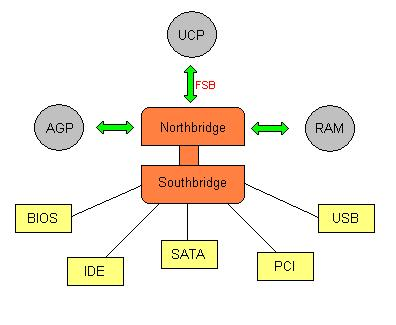 UCP
FSB
AGP
Northbridge
RAM
Southbridge
BIOS
USB
IDE
SATA
PCI